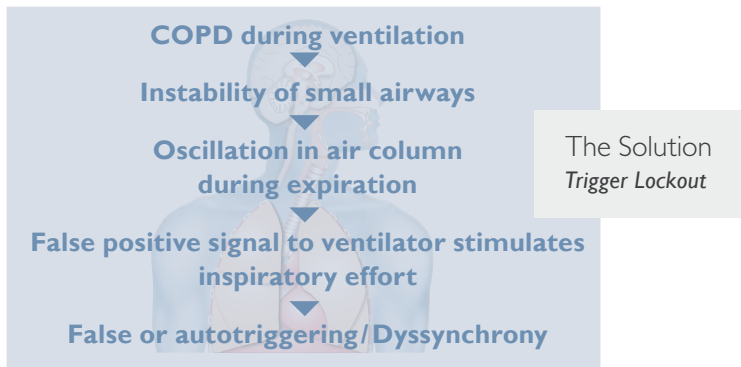 COPD during ventilation
Instability of small airways
Oscillation in air column
during expiration
False positive signal to ventilator stimulates
inspiratory effort
False or autotriggering/Dyssynchrony
The Solution
Trigger Lockout